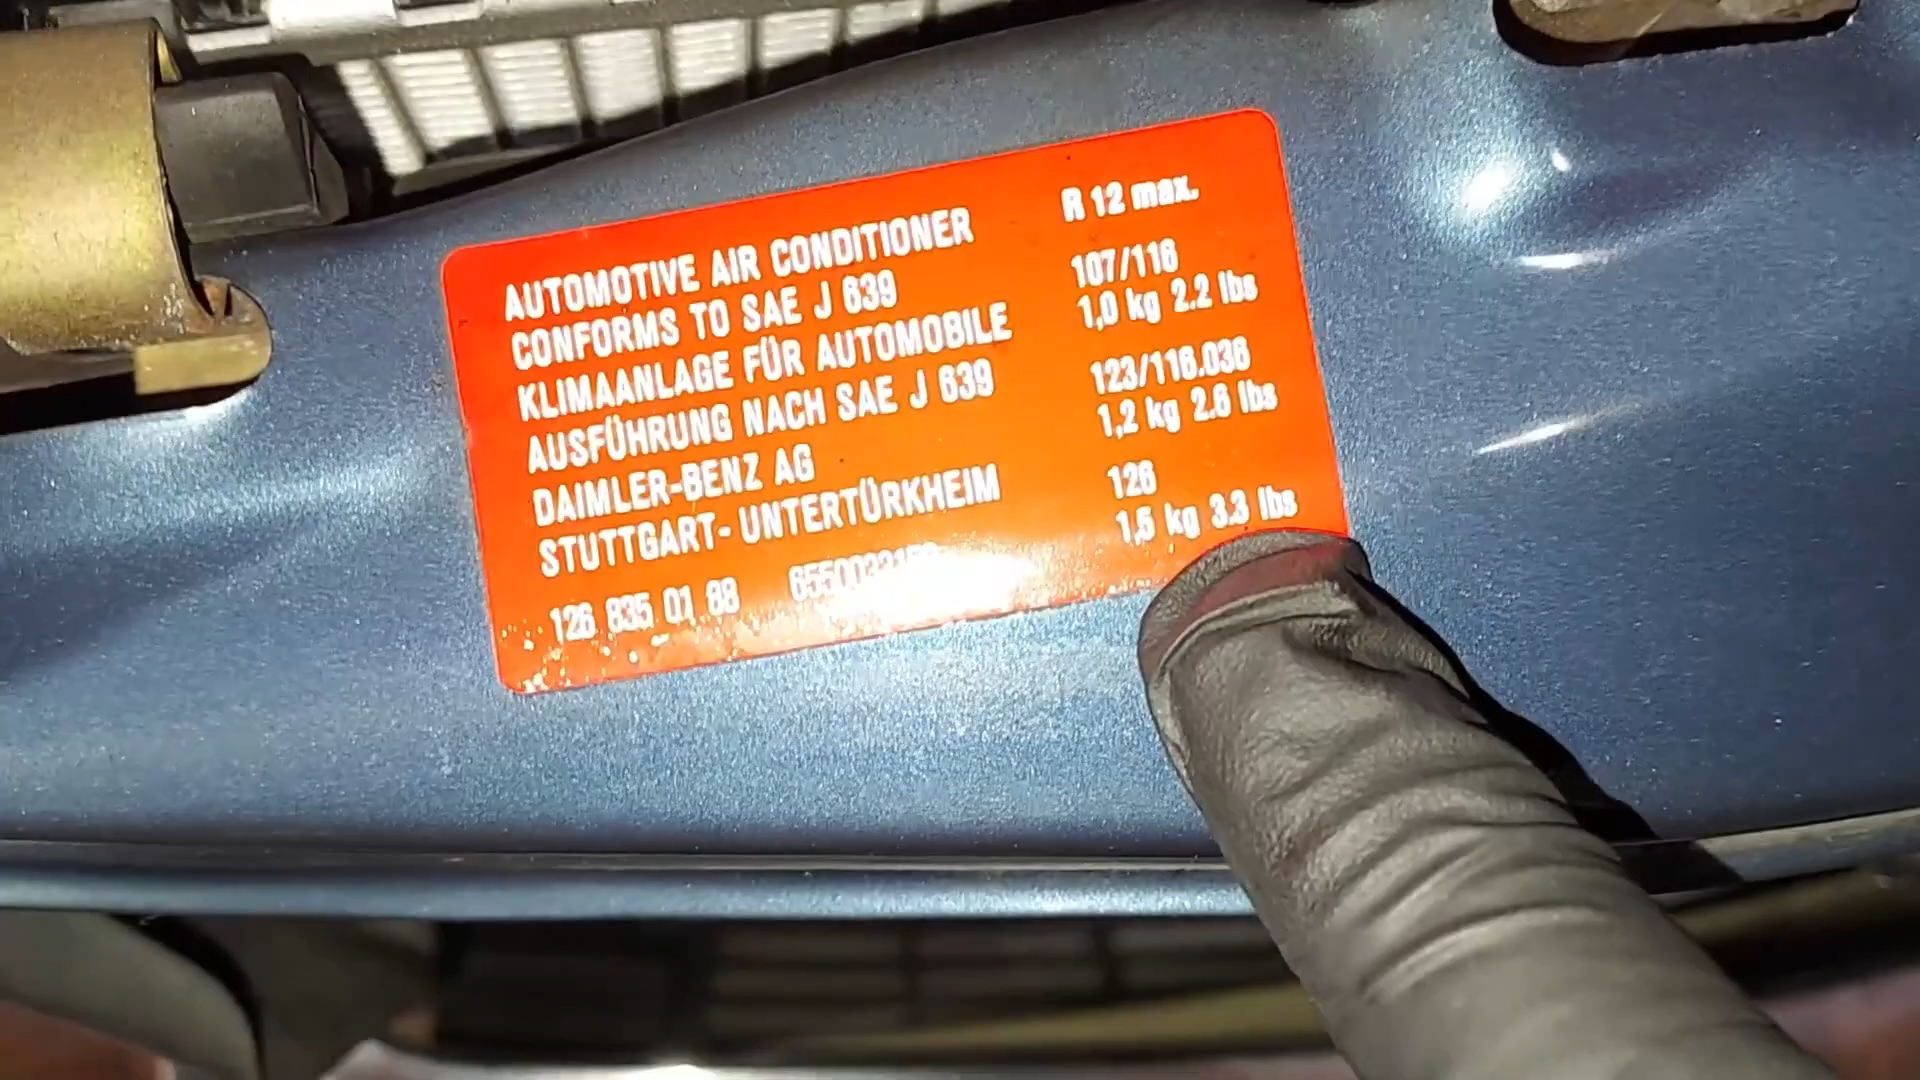 AUTOMOTIVE AIR CONDITIONER
CONFORMS TO SAE J 639
KLIMAANLAGE FÜR AUTOMOBILE
AUSFÜHRUNG NACH SAE J 639
DAIMLER-BENZ AG
STUTTGART- UNTERTÜRKHEIM
126 835 01 88
R 12 max.
107/116
1,0 kg 2.2 lbs
123/116.036
1,2 kg 2.6 lbs
126
1,5 kg 3.3 lbs